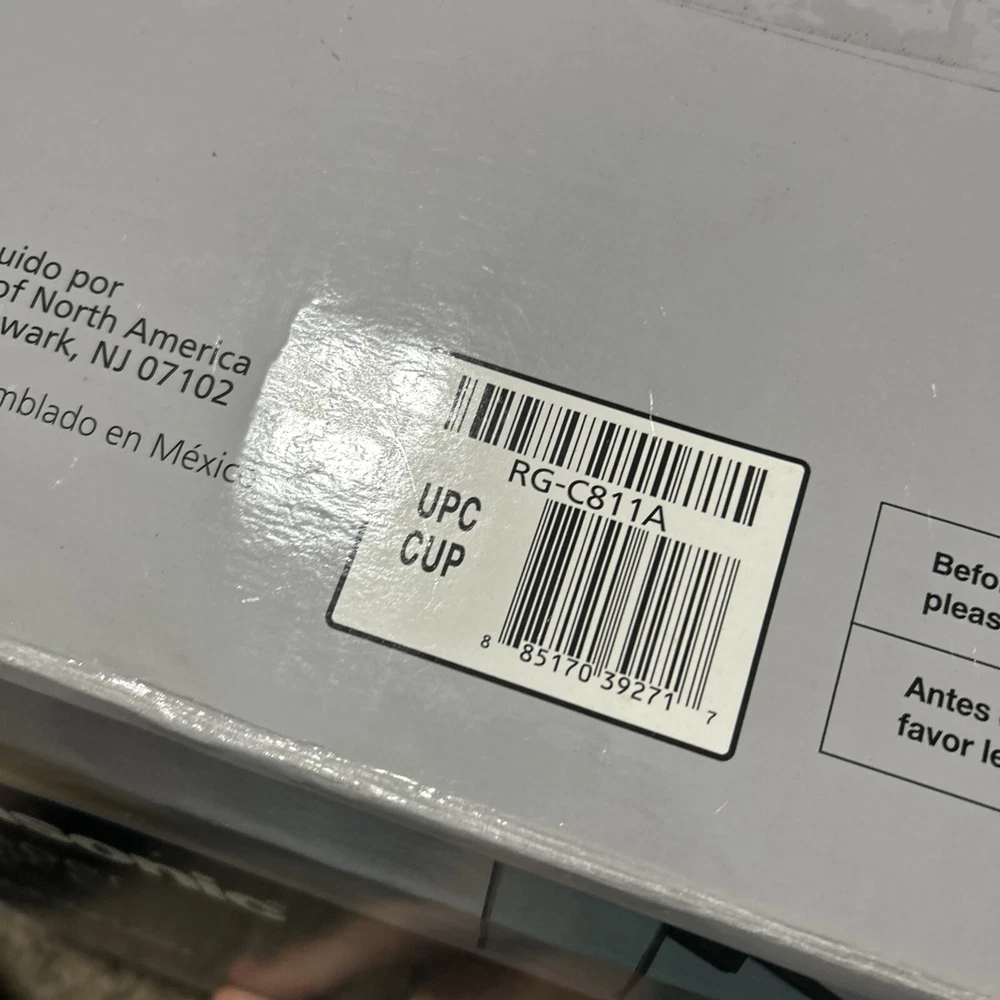 uido por
of North America
wark, NJ 07102
mblado en México
RG-C811A
UPC
CUP
8 85170 39271 7
Befo
pleas
Antes
favor le
onic